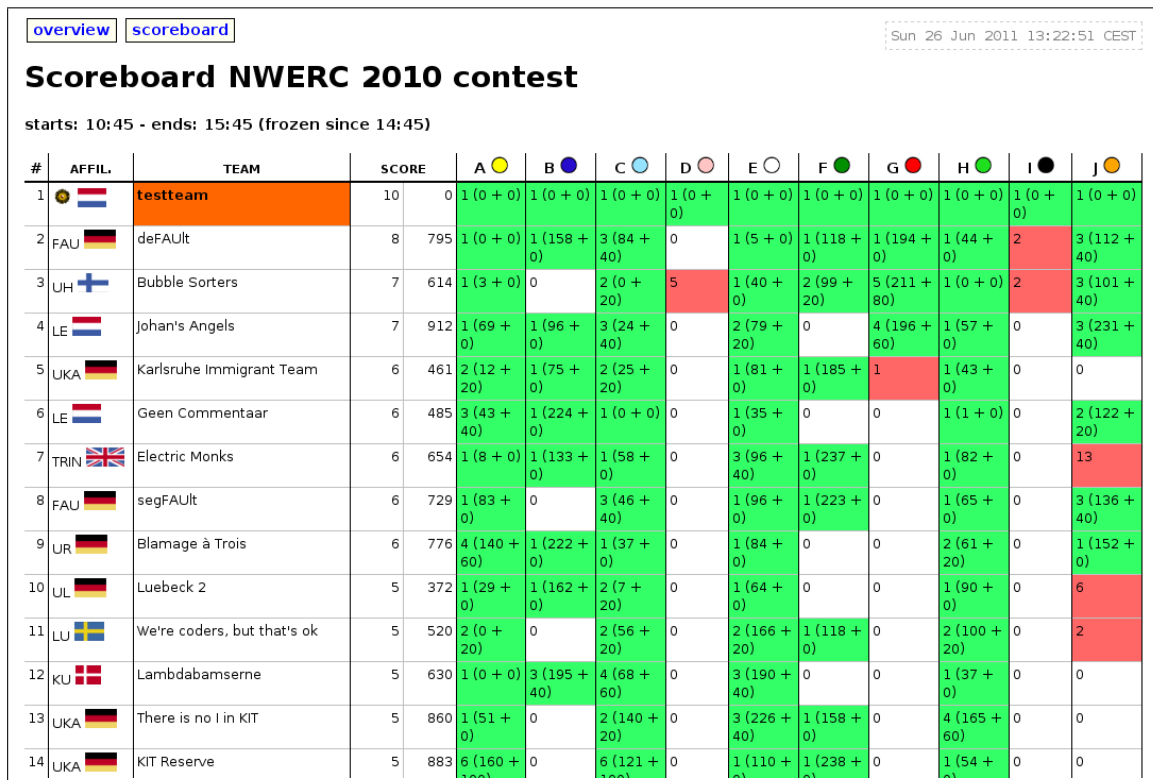 overview scoreboard
Sun 26 Jun 2011 13:22:51 CEST
Scoreboard NWERC 2010 contest
starts: 10:45 - ends: 15:45 (frozen since 14:45)
# AFFIL. TEAM SCORE A B C D E F G H I J
1 testteam 10 0 1 (0 + 0) 1 (0 + 0) 1 (0 + 0) 1 (0 + 0) 1 (0 + 0) 1 (0 + 0) 1 (0 + 0) 1 (0 + 0) 1 (0 + 0) 1 (0 + 0)
2 FAU deFAUlt 8 795 1 (0 + 0) 1 (158 + 0) 3 (84 + 40) 0 1 (5 + 0) 1 (118 + 0) 1 (194 + 0) 1 (44 + 0) 2 3 (112 + 40)
3 UH Bubble Sorters 7 614 1 (3 + 0) 0 2 (0 + 20) 5 1 (40 + 0) 2 (99 + 20) 5 (211 + 80) 1 (0 + 0) 2 3 (101 + 40)
4 LE Johan's Angels 7 912 1 (69 + 0) 1 (96 + 0) 3 (24 + 40) 0 2 (79 + 20) 0 4 (196 + 60) 1 (57 + 0) 0 3 (231 + 40)
5 UKA Karlsruhe Immigrant Team 6 461 2 (12 + 20) 1 (75 + 0) 2 (25 + 20) 0 1 (81 + 0) 1 (185 + 0) 1 1 (43 + 0) 0 0
6 LE Geen Commentaar 6 485 3 (43 + 40) 1 (224 + 0) 1 (0 + 0) 0 1 (35 + 0) 0 0 1 (1 + 0) 0 2 (122 + 20)
7 TRIN Electric Monks 6 654 1 (8 + 0) 1 (133 + 0) 1 (58 + 0) 0 3 (96 + 40) 1 (237 + 0) 0 1 (82 + 0) 0 13
8 FAU segFAUlt 6 729 1 (83 + 0) 0 3 (46 + 40) 0 1 (96 + 0) 1 (223 + 0) 0 1 (65 + 0) 0 3 (136 + 40)
9 UR Blamage à Trois 6 776 4 (140 + 60) 1 (222 + 0) 1 (37 + 0) 0 1 (84 + 0) 0 0 2 (61 + 20) 0 1 (152 + 0)
10 UL Luebeck 2 5 372 1 (29 + 0) 1 (162 + 0) 2 (7 + 20) 0 1 (64 + 0) 0 0 1 (90 + 0) 0 6
11 LU We're coders, but that's ok 5 520 2 (0 + 20) 0 2 (56 + 20) 0 2 (166 + 20) 1 (118 + 0) 0 2 (100 + 20) 0 2
12 KU Lambdabamserne 5 630 1 (0 + 0) 3 (195 + 40) 4 (68 + 60) 0 3 (190 + 40) 0 0 1 (37 + 0) 0 0
13 UKA There is no I in KIT 5 860 1 (51 + 0) 0 2 (140 + 20) 0 3 (226 + 40) 1 (158 + 0) 0 4 (165 + 60) 0 0
14 UKA KIT Reserve 5 883 6 (160 + 0 6 (121 + 0 1 (110 + 1 (238 + 0 1 (54 + 0 0